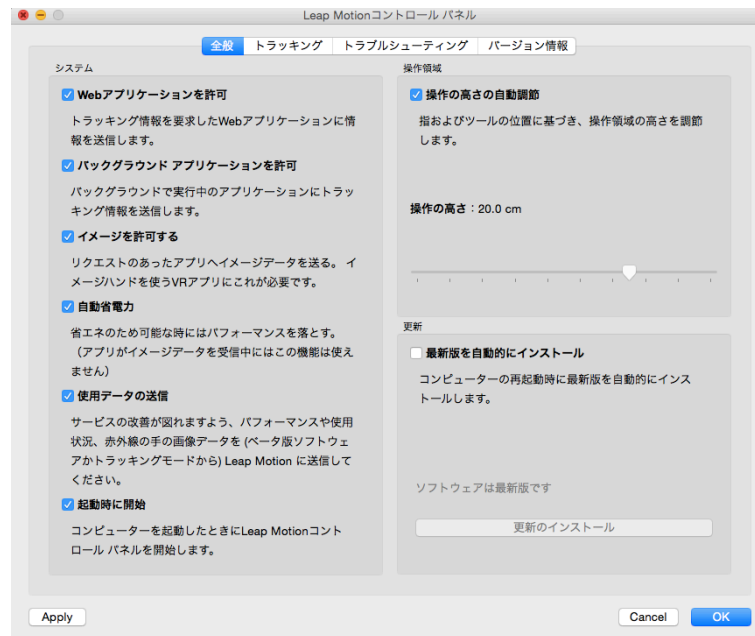 Leap Motionコントロール パネル
全般
トラッキング
トラブルシューティング
バージョン情報
システム
Webアプリケーションを許可
トラッキング情報を要求したWebアプリケーションに情
報を送信します。
バックグラウンド アプリケーションを許可
バックグラウンドで実行中のアプリケーションにトラッ
キング情報を送信します。
イメージを許可する
リクエストのあったアプリへイメージデータを送る。 イ
メージハンドを使うVRアプリにこれが必要です。
自動省電力
省エネのため可能な時にはパフォーマンスを落とす。
（アプリがイメージデータを受信中にはこの機能は使え
ません）
使用データの送信
サービスの改善が図れますよう、パフォーマンスや使用
状況、赤外線の手の画像データを (ベータ版ソフトウェ
アかトラッキングモードから) Leap Motion に送信して
ください。
起動時に開始
コンピューターを起動したときにLeap Motionコント
ロール パネルを開始します。
操作領域
操作の高さの自動調節
指およびツールの位置に基づき、操作領域の高さを調節
します。
操作の高さ：20.0 cm
更新
最新版を自動的にインストール
コンピューターの再起動時に最新版を自動的にインス
トールします。
ソフトウェアは最新版です
更新のインストール
Apply
Cancel
OK